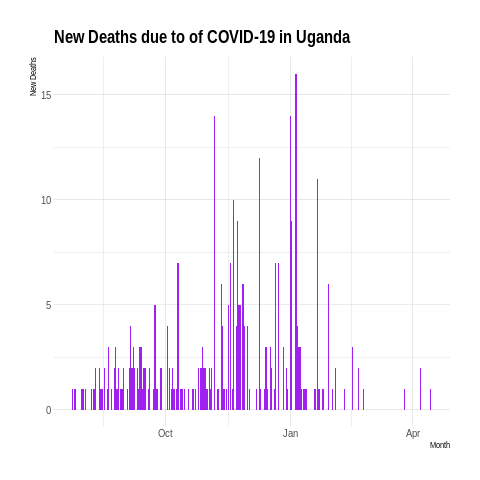 New Deaths due to of COVID-19 in Uganda
New Deaths
15
10
5
0
Oct
Jan
Apr
Month